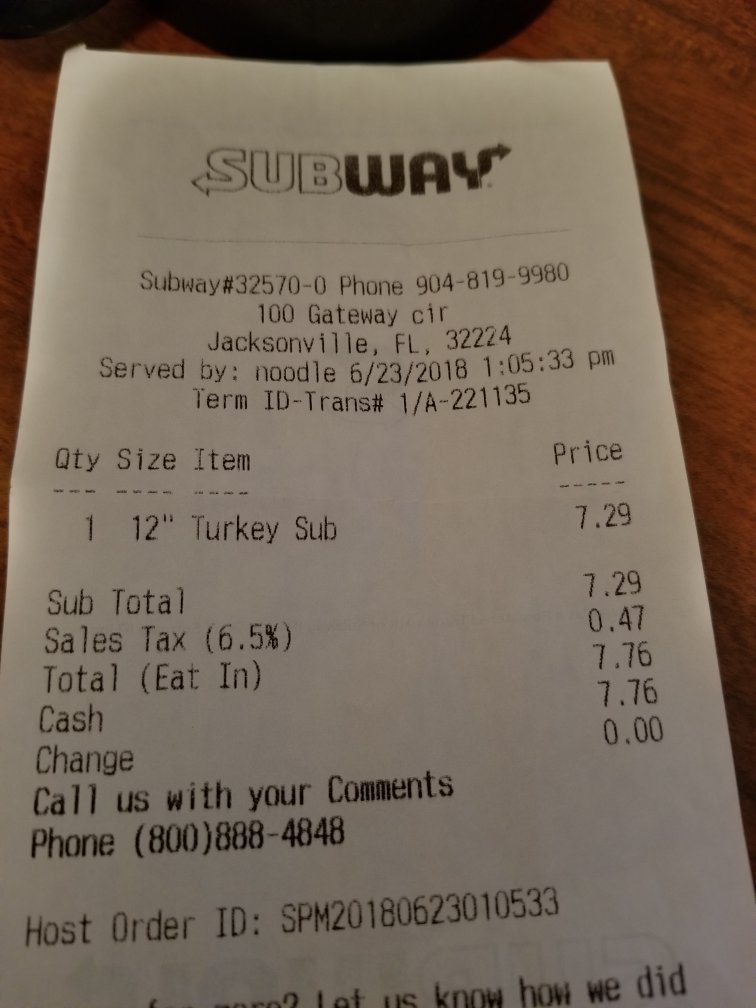 SUBWAY
Subway#32570-0 Phone 904-819-9980
100 Gateway cir
Jacksonville, FL, 32224
Served by: noodle 6/23/2018 1:05:33 pm
Term ID-Trans# 1/A-221135
Qty Size Item Price
--- ---- ---- -----
1 12" Turkey Sub 7.29
Sub Total 7.29
Sales Tax (6.5%) 0.47
Total (Eat In) 7.76
Cash 7.76
Change 0.00
Call us with your Comments
Phone (800)888-4848
Host Order ID: SPM20180623010533
for more? Let us know how we did